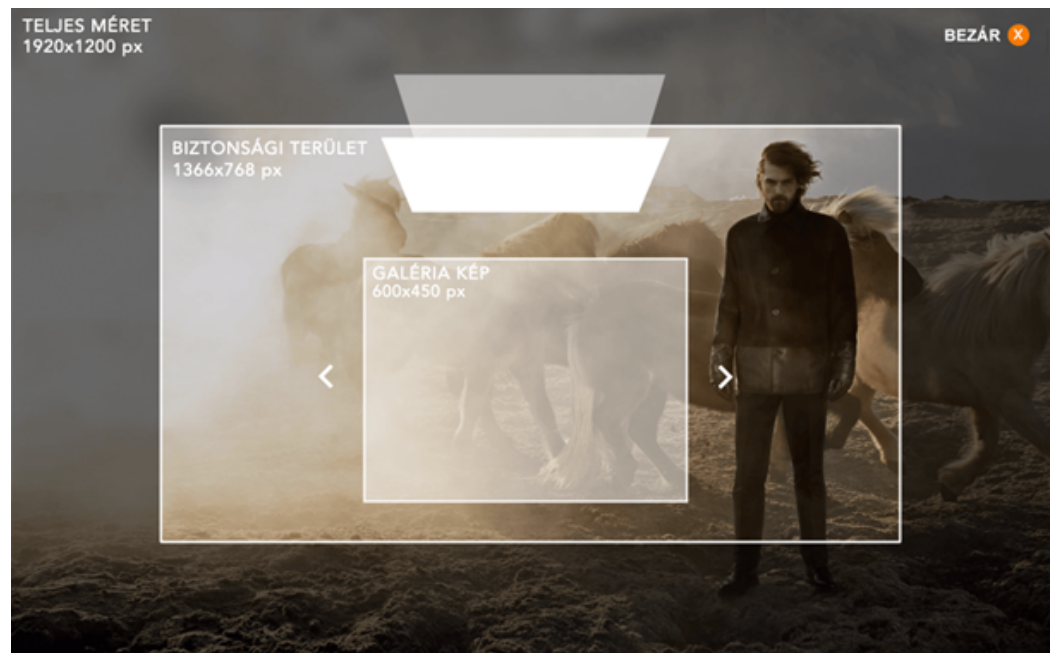 TELJES MÉRET
1920x1200 px
BEZÁR X
BIZTONSÁGI TERÜLET
1366x768 px
GALÉRIA KÉP
600x450 px